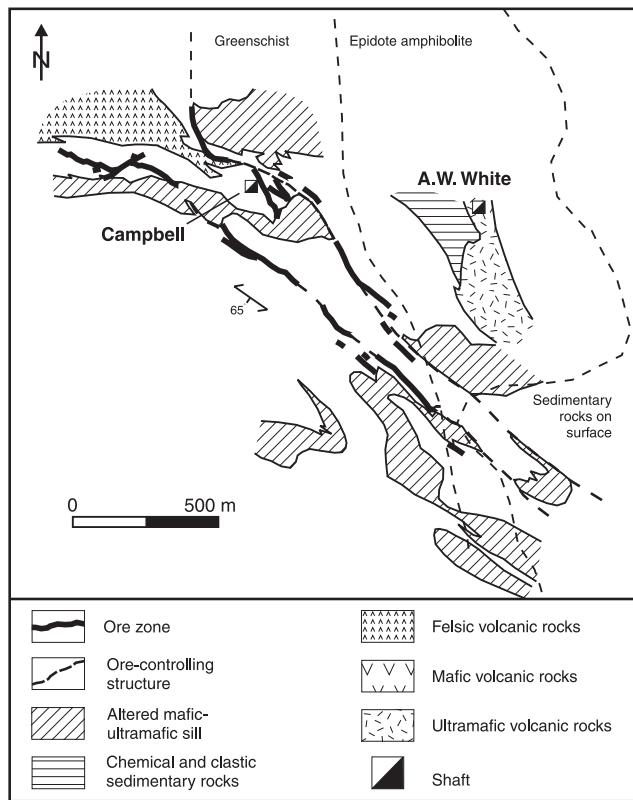 Greenschist
Epidote amphibolite
N
A.W. White
Campbell
65
Sedimentary
rocks on
surface
0
500 m
Ore zone
Ore-controlling
structure
Altered mafic-
ultramafic sill
Chemical and clastic
sedimentary rocks
Felsic volcanic rocks
Mafic volcanic rocks
Ultramafic volcanic rocks
Shaft